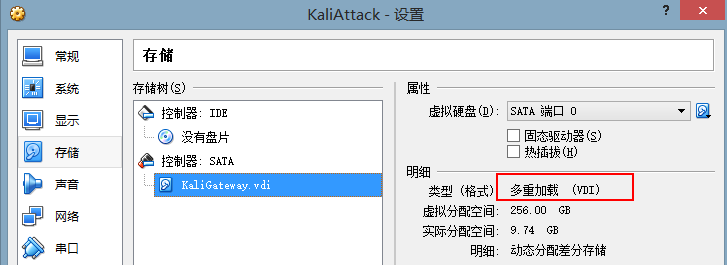 KaliAttack - 设置
?
常规
系统
显示
存储
声音
网络
串口
存储
存储树(S)
控制器: IDE
没有盘片
控制器: SATA
KaliGateway.vdi
属性
虚拟硬盘(D): SATA 端口 0
固态驱动器(S)
热插拔(H)
明细
类型 (格式): 多重加载 (VDI)
虚拟分配空间: 256.00 GB
实际分配空间: 9.74 GB
明细: 动态分配差分存储